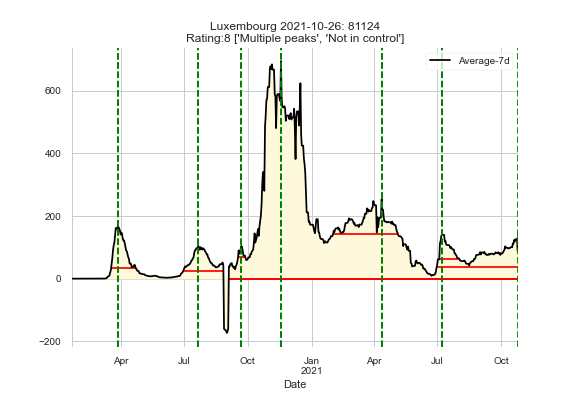 Luxembourg 2021-10-26: 81124
Rating:8 ['Multiple peaks', 'Not in control']
Average-7d
600
400
200
0
−200
Apr
Jul
Oct
Jan
2021
Apr
Jul
Oct
Date